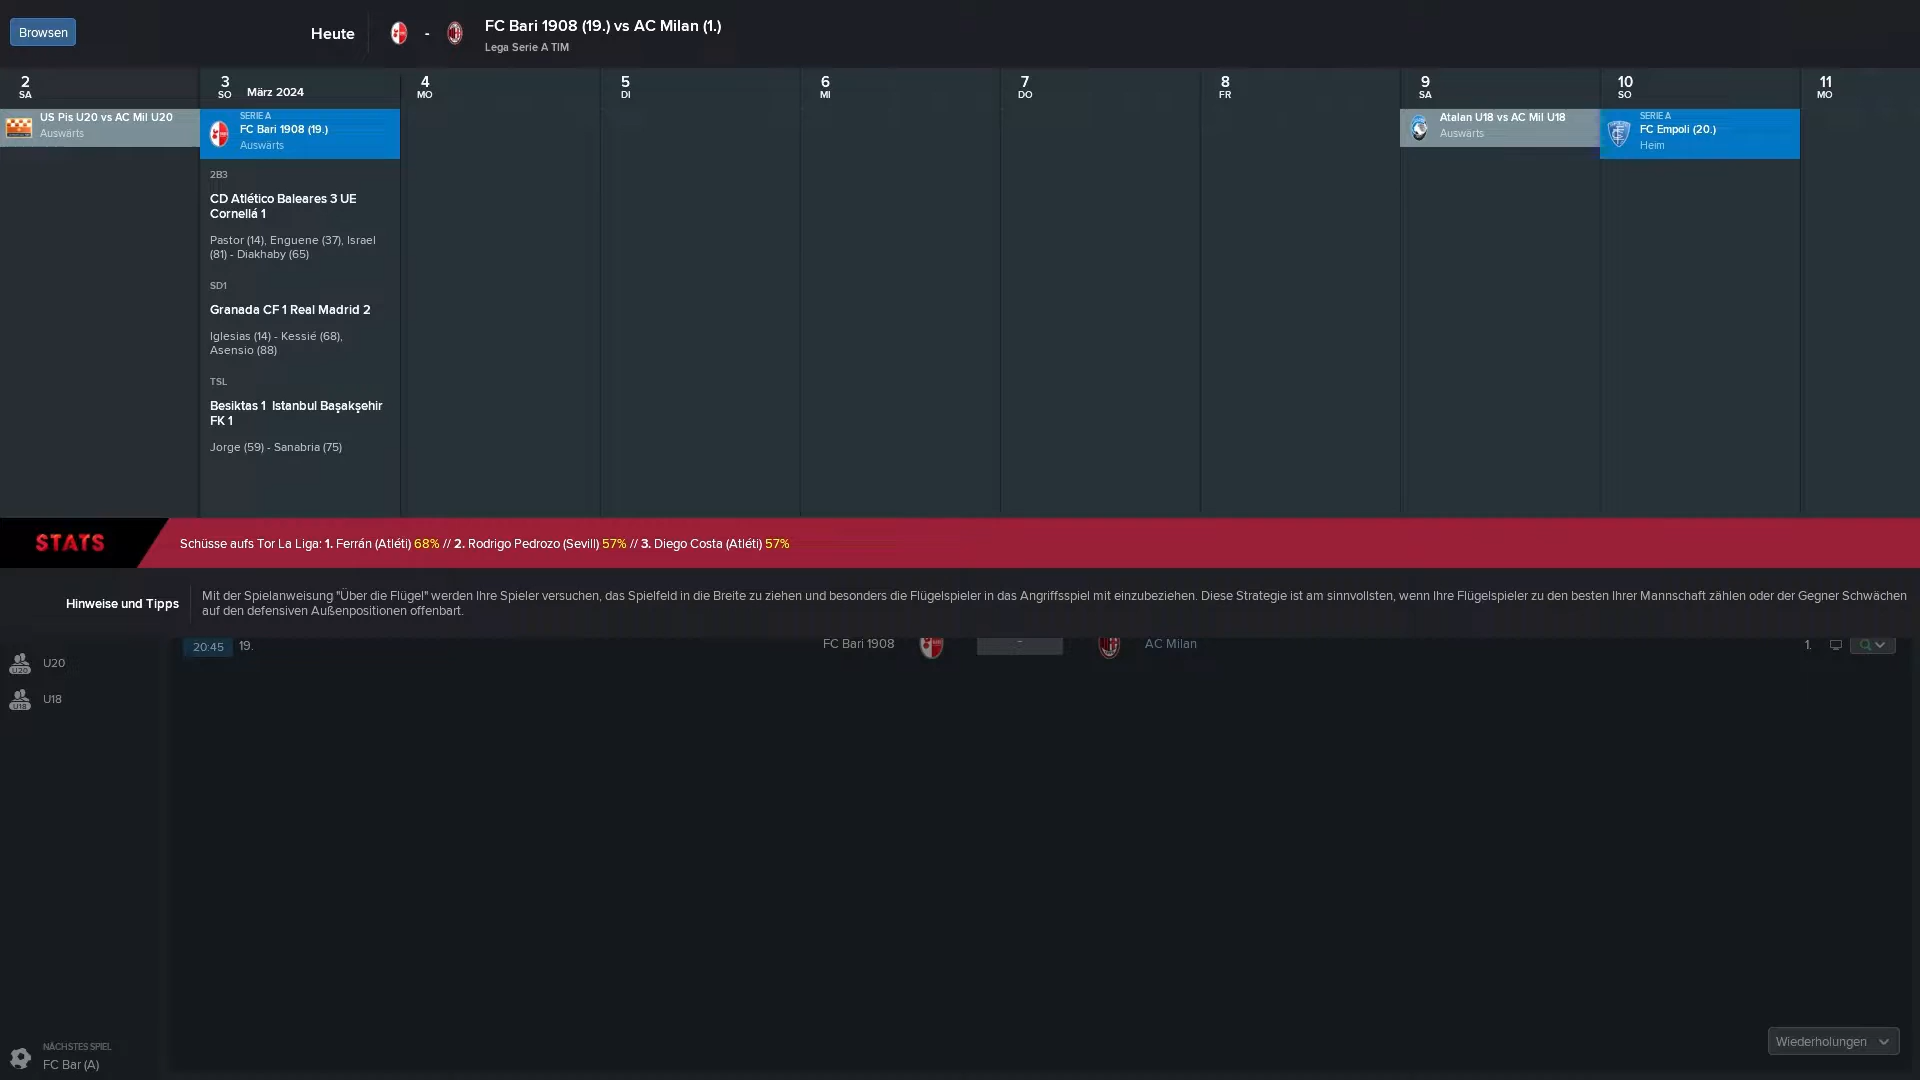 Browsen
Heute
-
FC Bari 1908 (19.) vs AC Milan (1.)
Lega Serie A TIM
2
SA
3
SO
März 2024
4
MO
5
DI
6
MI
7
DO
8
FR
9
SA
10
SO
11
MO
US Pis U20 vs AC Mil U20
Auswärts
SERIE A
FC Bari 1908 (19.)
Auswärts
Atalan U18 vs AC Mil U18
Auswärts
SERIE A
FC Empoli (20.)
Heim
2B3
CD Atlético Baleares 3 UE
Cornellá 1
Pastor (14), Enguene (37), Israel
(81) - Diakhaby (65)
SD1
Granada CF 1 Real Madrid 2
Iglesias (14) - Kessié (68),
Asensio (88)
TSL
Besiktas 1 Istanbul Başakşehir
FK 1
Jorge (59) - Sanabria (75)
STATS
Schüsse aufs Tor La Liga: 1. Ferrán (Atléti) 68% // 2. Rodrigo Pedrozo (Sevill) 57% // 3. Diego Costa (Atléti) 57%
Hinweise und Tipps
Mit der Spielanweisung "Über die Flügel" werden Ihre Spieler versuchen, das Spielfeld in die Breite zu ziehen und besonders die Flügelspieler in das Angriffsspiel mit einzubeziehen. Diese Strategie ist am sinnvollsten, wenn Ihre Flügelspieler zu den besten Ihrer Mannschaft zählen oder der Gegner Schwächen
auf den defensiven Außenpositionen offenbart.
20:45 19. FC Bari 1908 - AC Milan 1.
U20
U20
U18
U18
Wiederholungen
NÄCHSTES SPIEL
FC Bar (A)